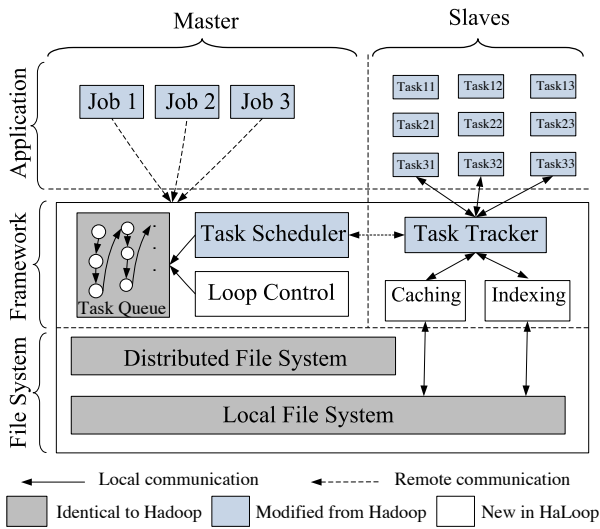 Master
Slaves
Application
Job 1
Job 2
Job 3
Task11
Task12
Task13
Task21
Task22
Task23
Task31
Task32
Task33
Framework
Task Queue
Task Scheduler
Loop Control
Task Tracker
Caching
Indexing
File System
Distributed File System
Local File System
Local communication
Remote communication
Identical to Hadoop
Modified from Hadoop
New in HaLoop